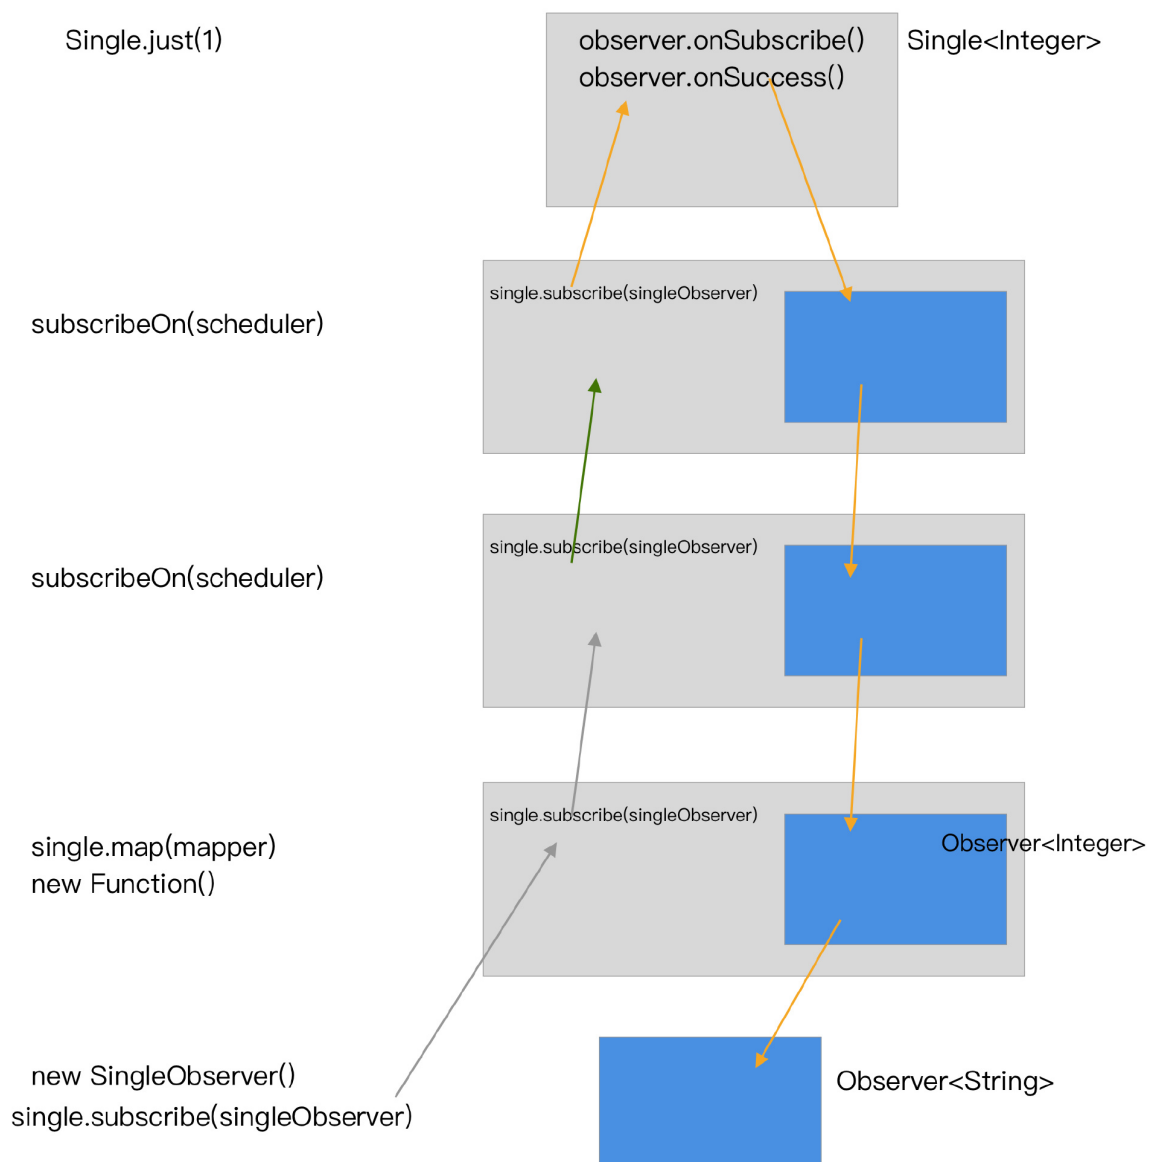 Single.just(1)
observer.onSubscribe()
observer.onSuccess()
Single<Integer>
single.subscribe(singleObserver)
subscribeOn(scheduler)
single.subscribe(singleObserver)
subscribeOn(scheduler)
single.subscribe(singleObserver)
single.map(mapper)
new Function()
Observer<Integer>
new SingleObserver()
single.subscribe(singleObserver)
Observer<String>